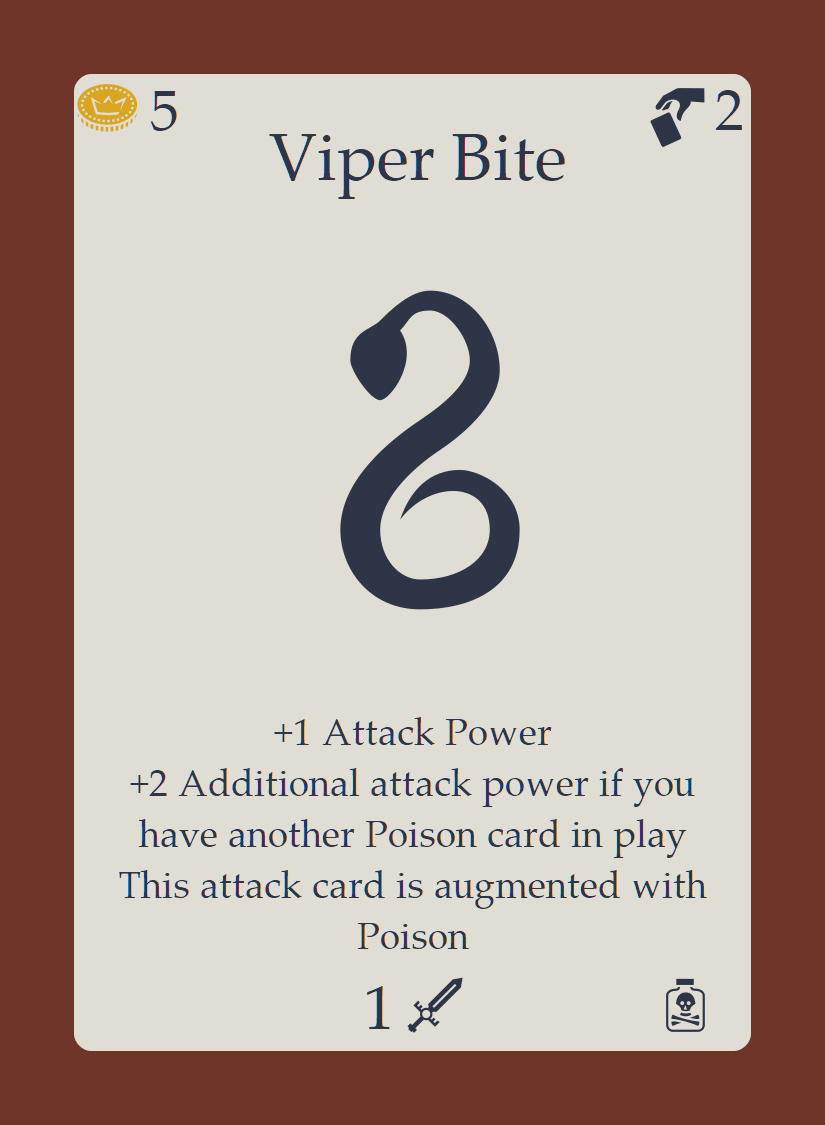 5
2
Viper Bite
+1 Attack Power
+2 Additional attack power if you
have another Poison card in play
This attack card is augmented with
Poison
1